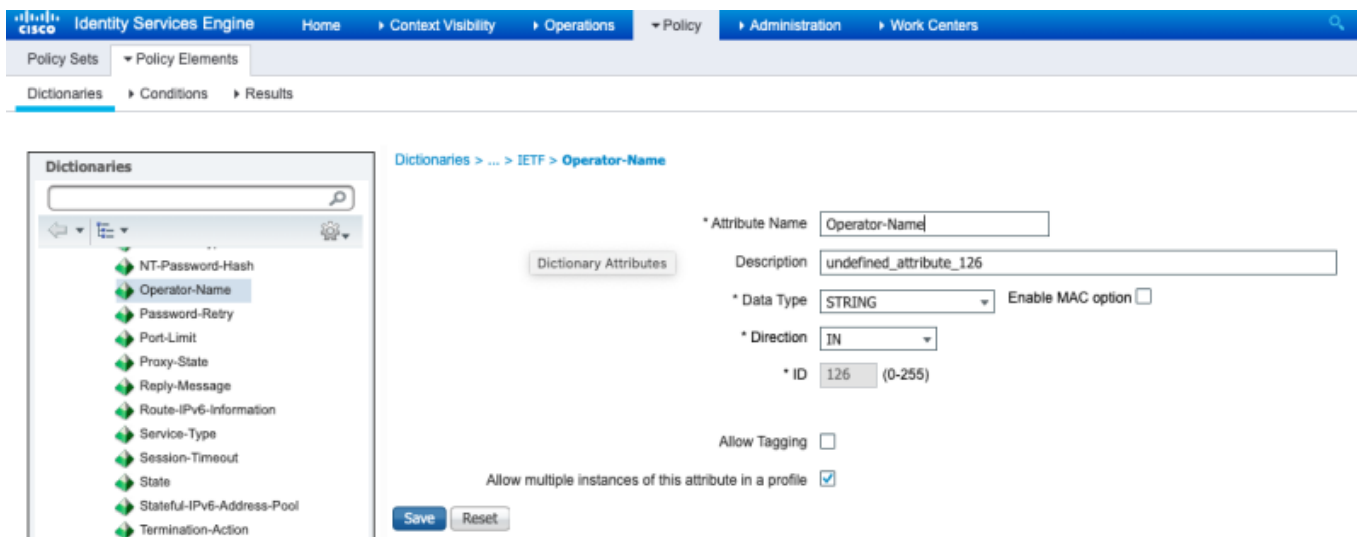 cisco Identity Services Engine Home Context Visibility Operations Policy Administration Work Centers
Policy Sets Policy Elements
Dictionaries Conditions Results
Dictionaries
Dictionaries > ... > IETF > Operator-Name
* Attribute Name Operator-Name
NT-Password-Hash
Dictionary Attributes
Description undefined_attribute_126
Operator-Name
* Data Type STRING Enable MAC option
Password-Retry
Port-Limit
* Direction IN
Proxy-State
* ID 126 (0-255)
Reply-Message
Route-IPv6-Information
Service-Type
Allow Tagging
Session-Timeout
State
Allow multiple instances of this attribute in a profile
Stateful-IPv6-Address-Pool
Save Reset
Termination-Action